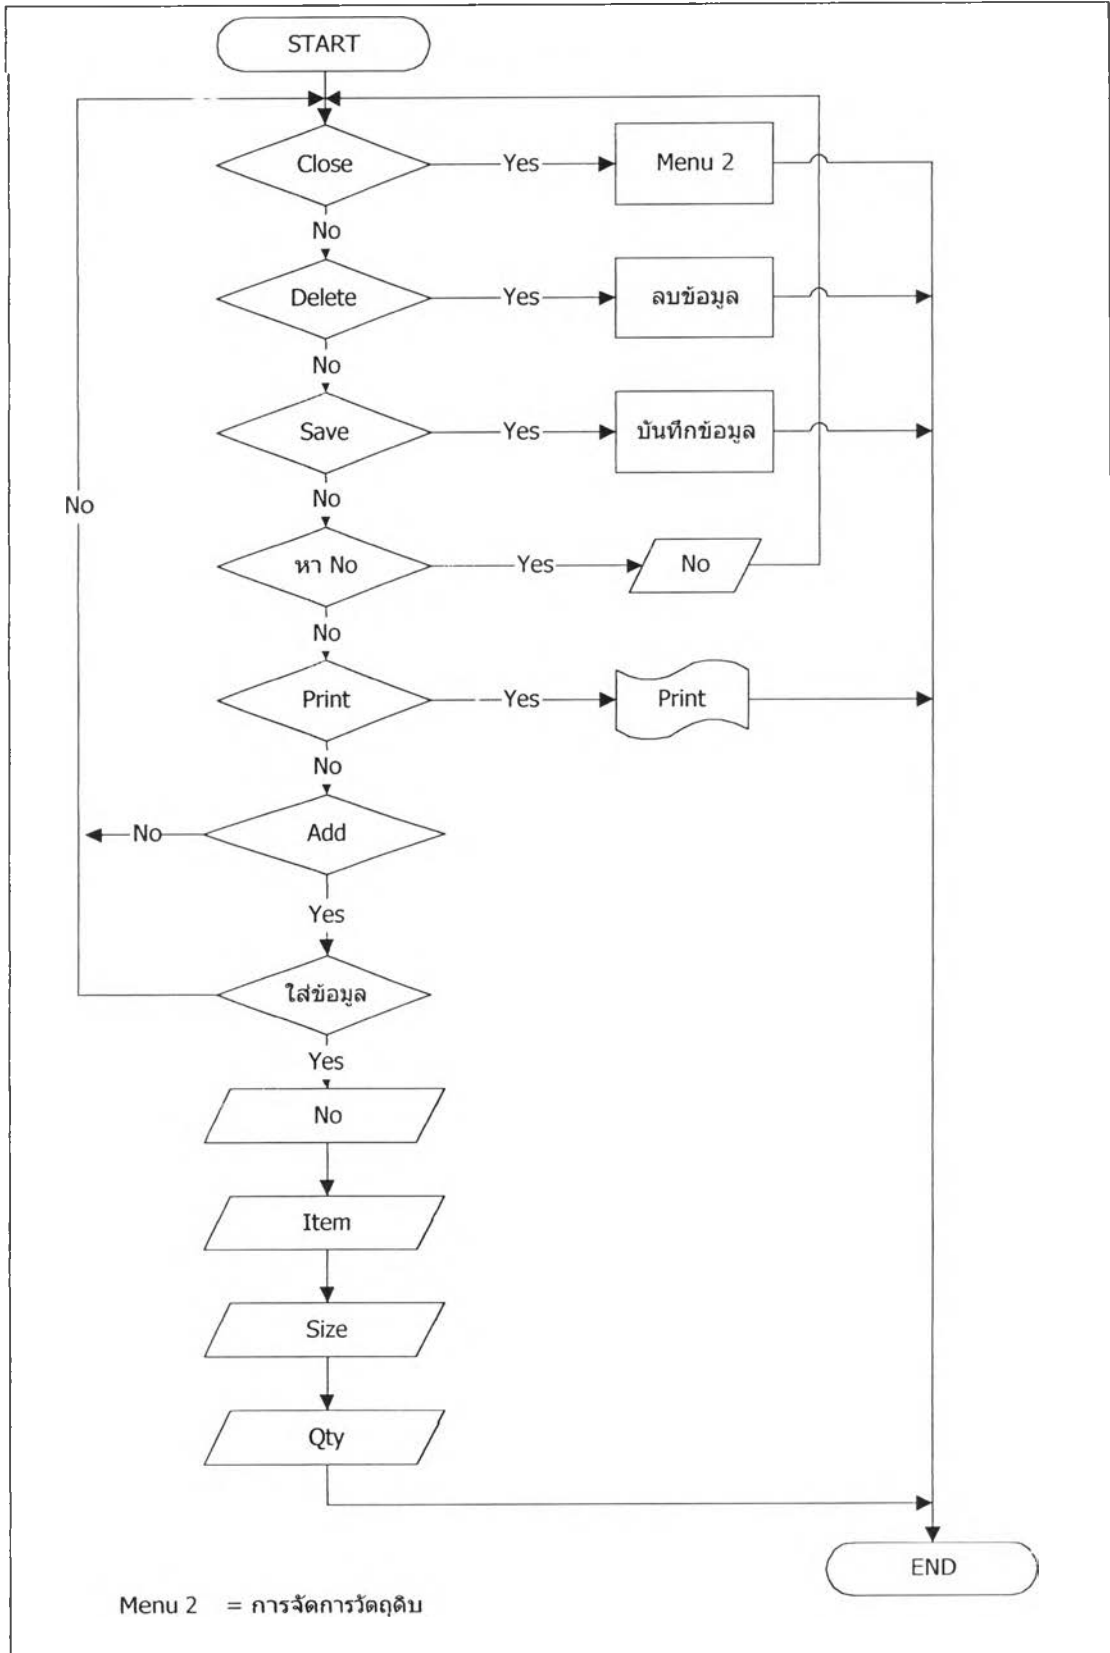 START
Close
Yes
Menu 2
No
Delete
Yes
ลบข้อมูล
No
Save
Yes
บันทึกข้อมูล
No
No
หา No
Yes
No
No
Print
Yes
Print
No
Add
No
Yes
ใส่ข้อมูล
Yes
No
Item
Size
Qty
END
Menu 2 = การจัดการวัตถุดิบ